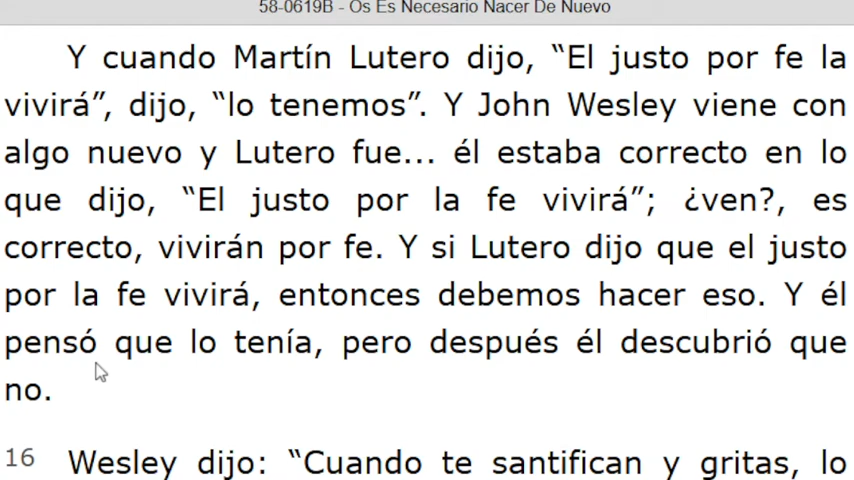 58-0619B - Os Es Necesario Nacer De Nuevo
Y cuando Martín Lutero dijo, “El justo por fe la
vivirá”, dijo, “lo tenemos”. Y John Wesley viene con
algo nuevo y Lutero fue... él estaba correcto en lo
que dijo, “El justo por la fe vivirá”; ¿ven?, es
correcto, vivirán por fe. Y si Lutero dijo que el justo
por la fe vivirá, entonces debemos hacer eso. Y él
pensó que lo tenía, pero después él descubrió que
no.
16 Wesley dijo: “Cuando te santifican y gritas, lo